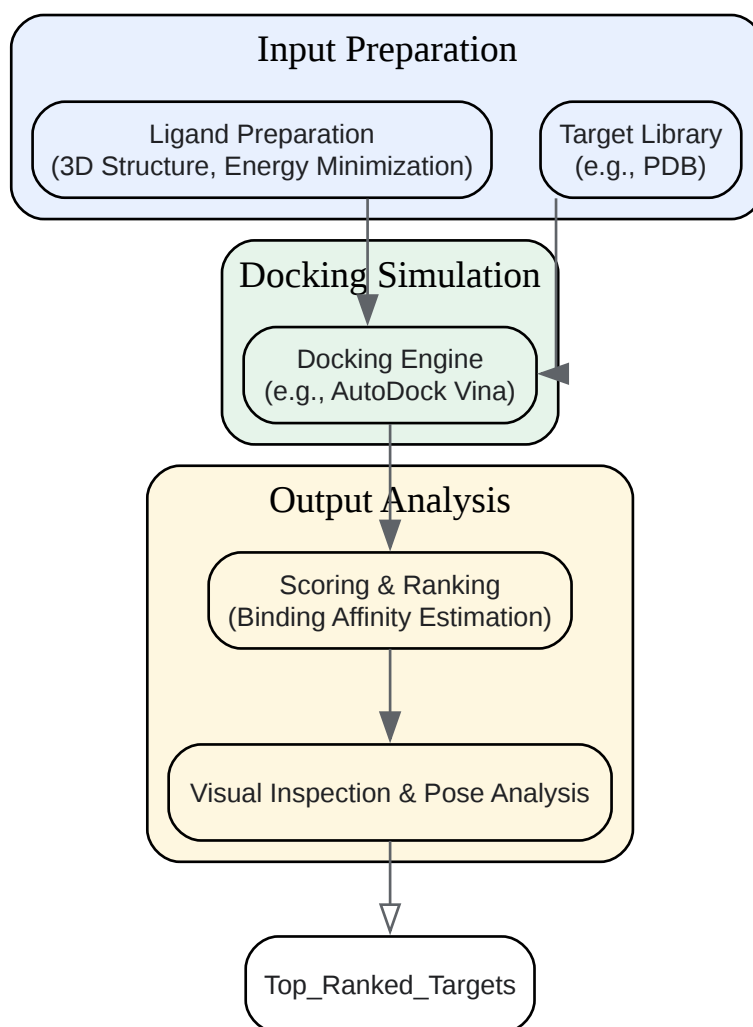 Input Preparation
Ligand Preparation
(3D Structure, Energy Minimization)
Target Library
(e.g., PDB)
Docking Simulation
Docking Engine
(e.g., AutoDock Vina)
Output Analysis
Scoring & Ranking
(Binding Affinity Estimation)
Visual Inspection & Pose Analysis
Top_Ranked_Targets